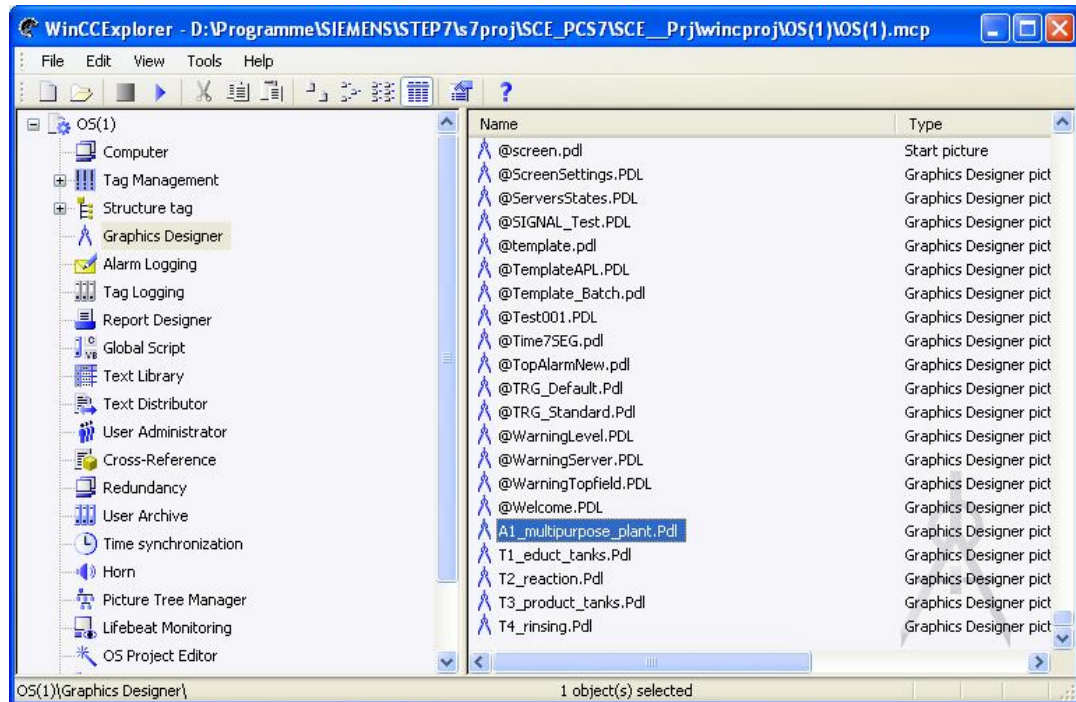 WinCCExplorer - D:\Programme\SIEMENS\STEP7\s7proj\SCE_PCS7\SCE__Prj\wincproj\OS(1)\OS(1).mcp
File Edit View Tools Help
OS(1)
Computer
Tag Management
Structure tag
Graphics Designer
Alarm Logging
Tag Logging
Report Designer
Global Script
Text Library
Text Distributor
User Administrator
Cross-Reference
Redundancy
User Archive
Time synchronization
Horn
Picture Tree Manager
Lifebeat Monitoring
OS Project Editor
Name Type
@screen.pdl Start picture
@ScreenSettings.PDL Graphics Designer pict
@ServersStates.PDL Graphics Designer pict
@SIGNAL_Test.PDL Graphics Designer pict
@template.pdl Graphics Designer pict
@TemplateAPL.PDL Graphics Designer pict
@Template_Batch.pdl Graphics Designer pict
@Test001.PDL Graphics Designer pict
@Time7SEG.pdl Graphics Designer pict
@TopAlarmNew.pdl Graphics Designer pict
@TRG_Default.Pdl Graphics Designer pict
@TRG_Standard.Pdl Graphics Designer pict
@WarningLevel.PDL Graphics Designer pict
@WarningServer.PDL Graphics Designer pict
@WarningTopfield.PDL Graphics Designer pict
@Welcome.PDL Graphics Designer pict
A1_multipurpose_plant.Pdl Graphics Designer pict
T1_educt_tanks.Pdl Graphics Designer pict
T2_reaction.Pdl Graphics Designer pict
T3_product_tanks.Pdl Graphics Designer pict
T4_rinsing.Pdl Graphics Designer pict
OS(1)\Graphics Designer\ 1 object(s) selected